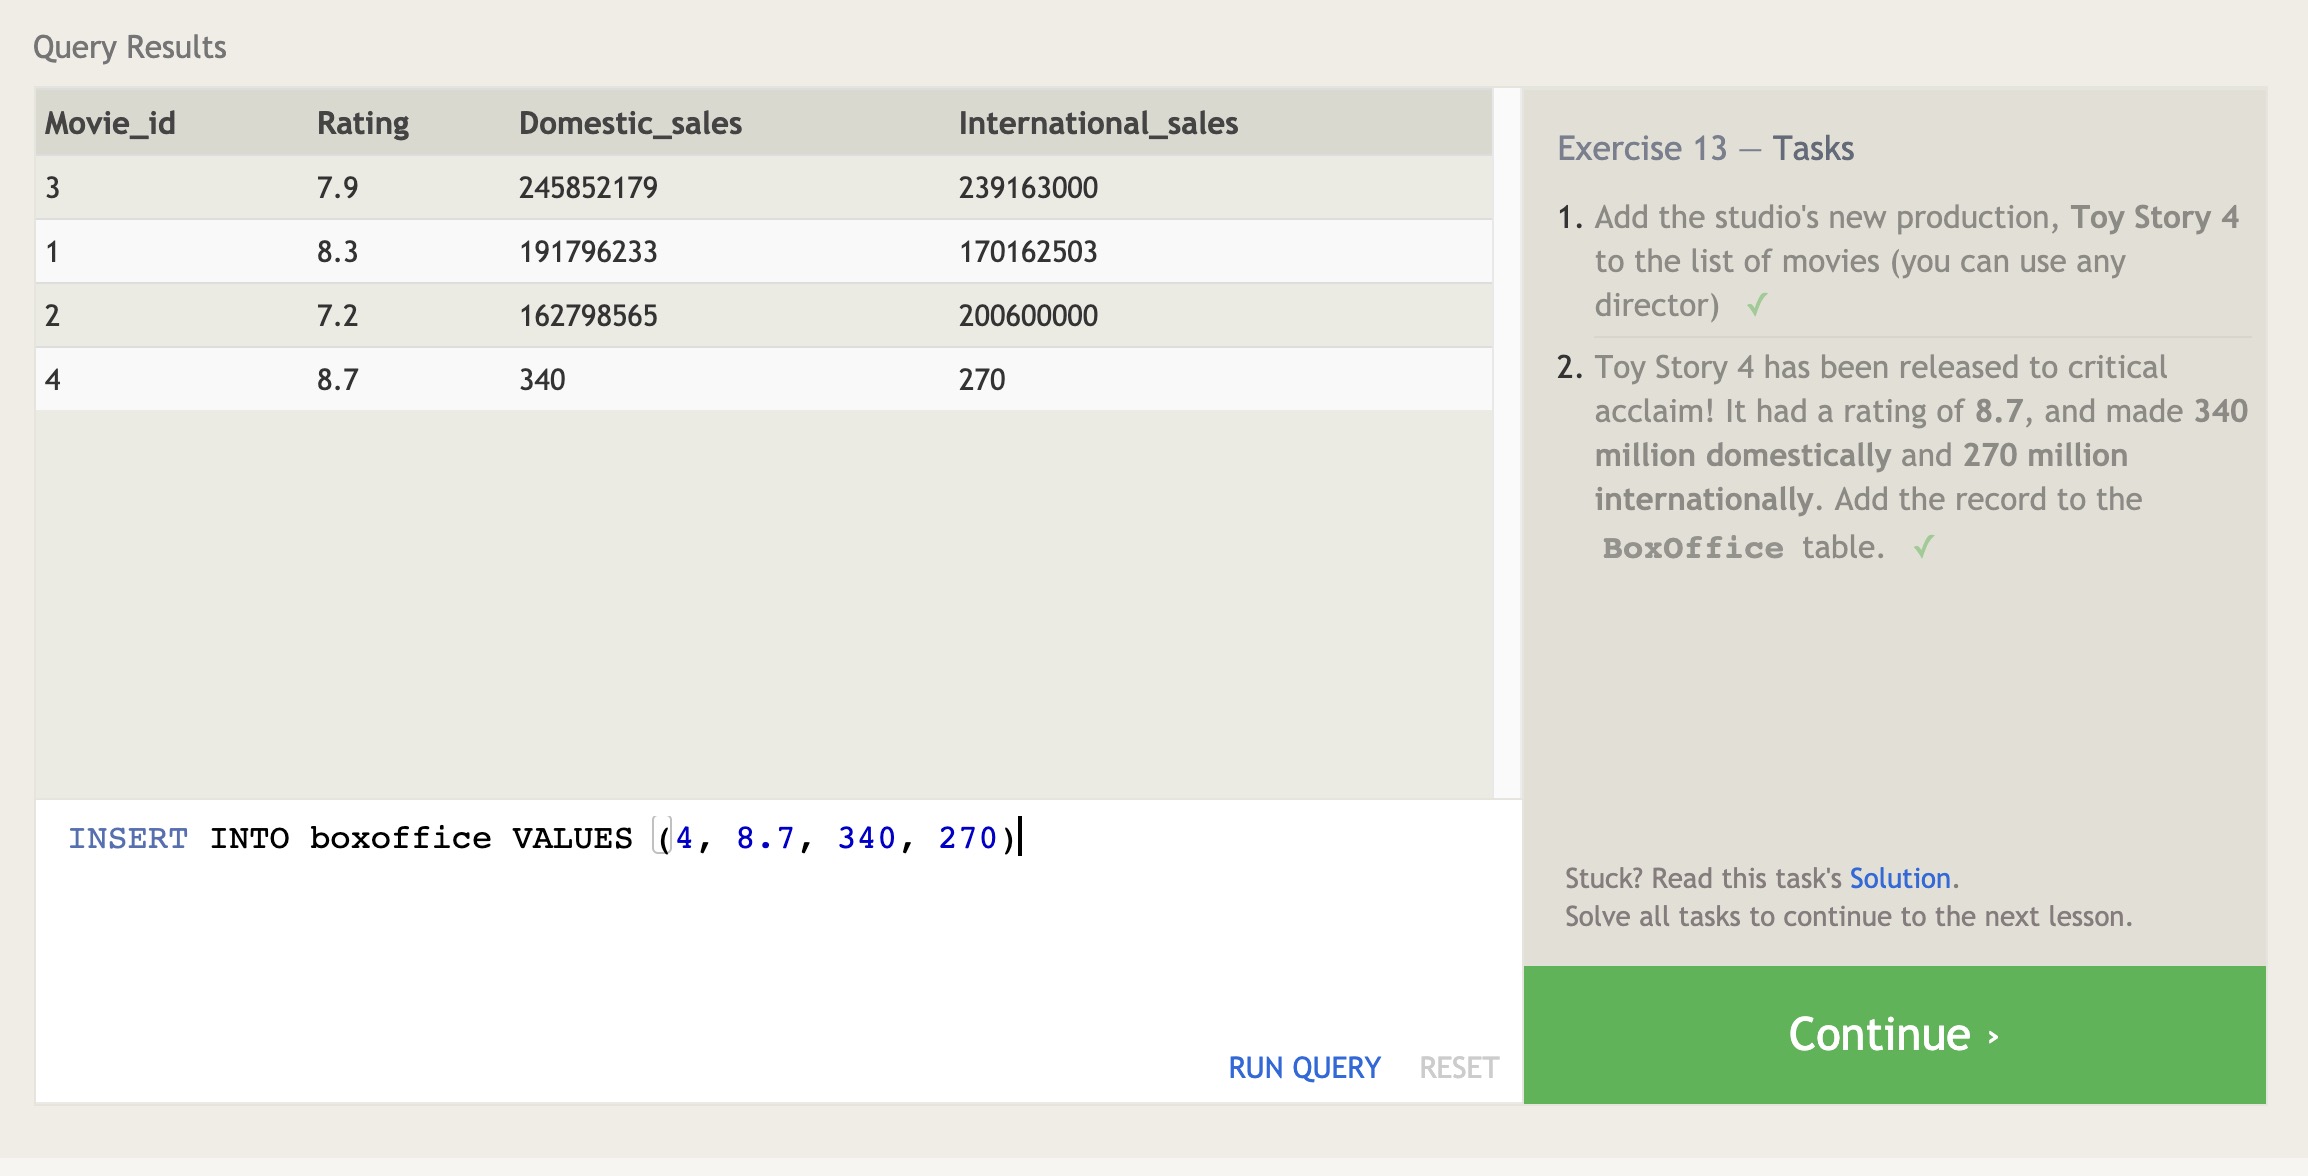 Query Results
Movie_id Rating Domestic_sales International_sales
3 7.9 245852179 239163000
1 8.3 191796233 170162503
2 7.2 162798565 200600000
4 8.7 340 270
INSERT INTO boxoffice VALUES (4, 8.7, 340, 270)
RUN QUERY RESET
Exercise 13 — Tasks
1. Add the studio's new production, Toy Story 4
to the list of movies (you can use any
director) ✓
2. Toy Story 4 has been released to critical
acclaim! It had a rating of 8.7, and made 340
million domestically and 270 million
internationally. Add the record to the
BoxOffice table. ✓
Stuck? Read this task's Solution.
Solve all tasks to continue to the next lesson.
Continue ›